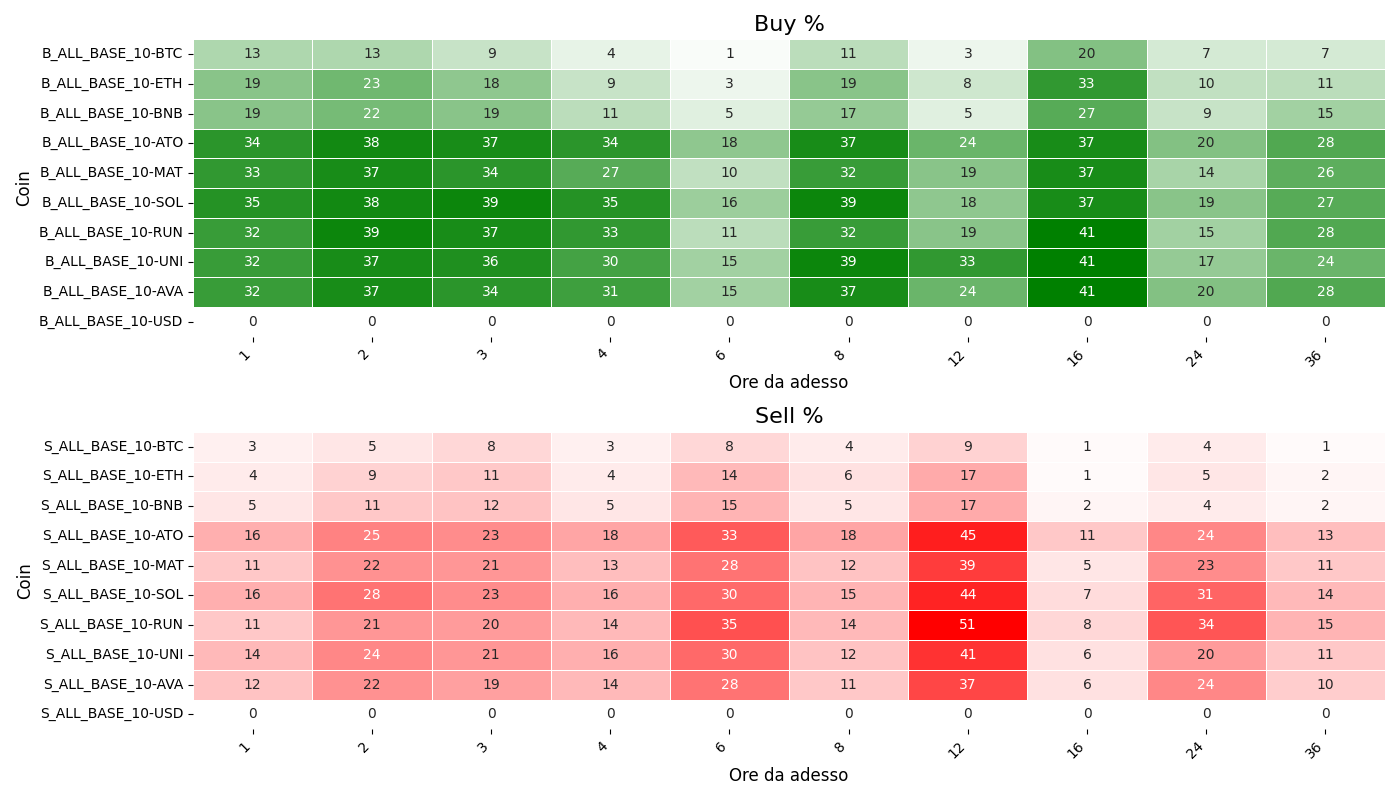 Buy %
Coin
B_ALL_BASE_10-BTC 13 13 9 4 1 11 3 20 7 7
B_ALL_BASE_10-ETH 19 23 18 9 3 19 8 33 10 11
B_ALL_BASE_10-BNB 19 22 19 11 5 17 5 27 9 15
B_ALL_BASE_10-ATO 34 38 37 34 18 37 24 37 20 28
B_ALL_BASE_10-MAT 33 37 34 27 10 32 19 37 14 26
B_ALL_BASE_10-SOL 35 38 39 35 16 39 18 37 19 27
B_ALL_BASE_10-RUN 32 39 37 33 11 32 19 41 15 28
B_ALL_BASE_10-UNI 32 37 36 30 15 39 33 41 17 24
B_ALL_BASE_10-AVA 32 37 34 31 15 37 24 41 20 28
B_ALL_BASE_10-USD 0 0 0 0 0 0 0 0 0 0
1 2 3 4 6 8 12 16 24 36
Ore da adesso
Sell %
Coin
S_ALL_BASE_10-BTC 3 5 8 3 8 4 9 1 4 1
S_ALL_BASE_10-ETH 4 9 11 4 14 6 17 1 5 2
S_ALL_BASE_10-BNB 5 11 12 5 15 5 17 2 4 2
S_ALL_BASE_10-ATO 16 25 23 18 33 18 45 11 24 13
S_ALL_BASE_10-MAT 11 22 21 13 28 12 39 5 23 11
S_ALL_BASE_10-SOL 16 28 23 16 30 15 44 7 31 14
S_ALL_BASE_10-RUN 11 21 20 14 35 14 51 8 34 15
S_ALL_BASE_10-UNI 14 24 21 16 30 12 41 6 20 11
S_ALL_BASE_10-AVA 12 22 19 14 28 11 37 6 24 10
S_ALL_BASE_10-USD 0 0 0 0 0 0 0 0 0 0
1 2 3 4 6 8 12 16 24 36
Ore da adesso